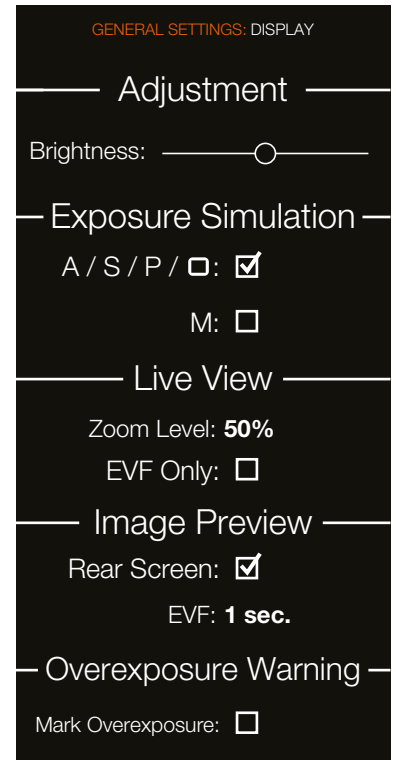 GENERAL SETTINGS: DISPLAY
Adjustment
Brightness:
Exposure Simulation
A / S / P / :
M:
Live View
Zoom Level: 50%
EVF Only:
Image Preview
Rear Screen:
EVF: 1 sec.
Overexposure Warning
Mark Overexposure: